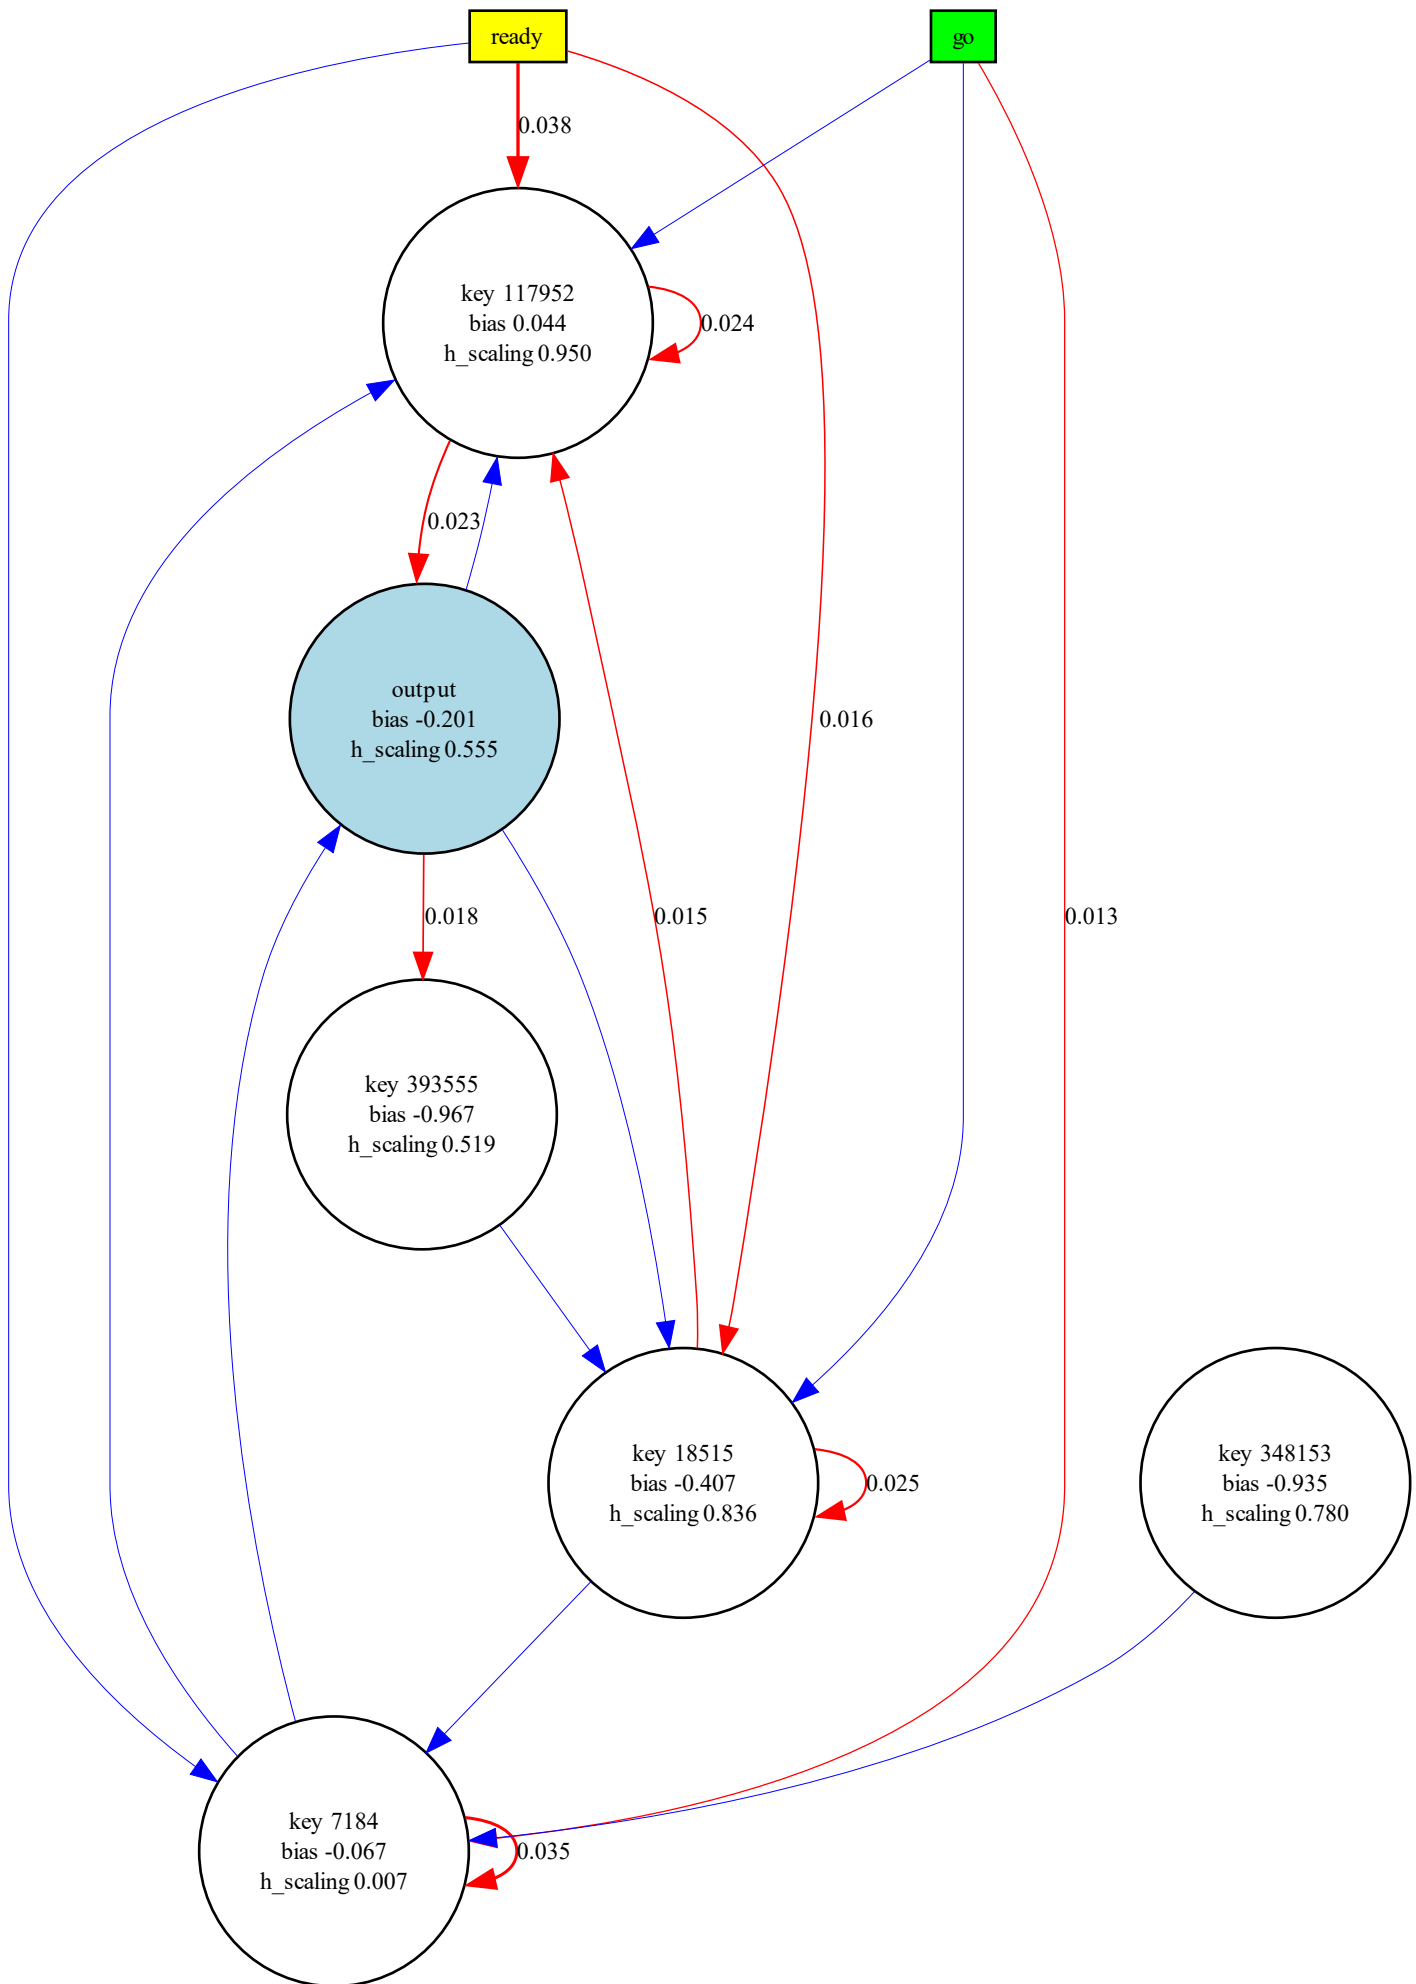 ready
go
0.038
key 117952
bias 0.044
h_scaling 0.950
0.024
0.023
output
bias -0.201
h_scaling 0.555
0.016
0.018
0.015
0.013
key 393555
bias -0.967
h_scaling 0.519
key 18515
bias -0.407
h_scaling 0.836
0.025
key 348153
bias -0.935
h_scaling 0.780
key 7184
bias -0.067
h_scaling 0.007
0.035